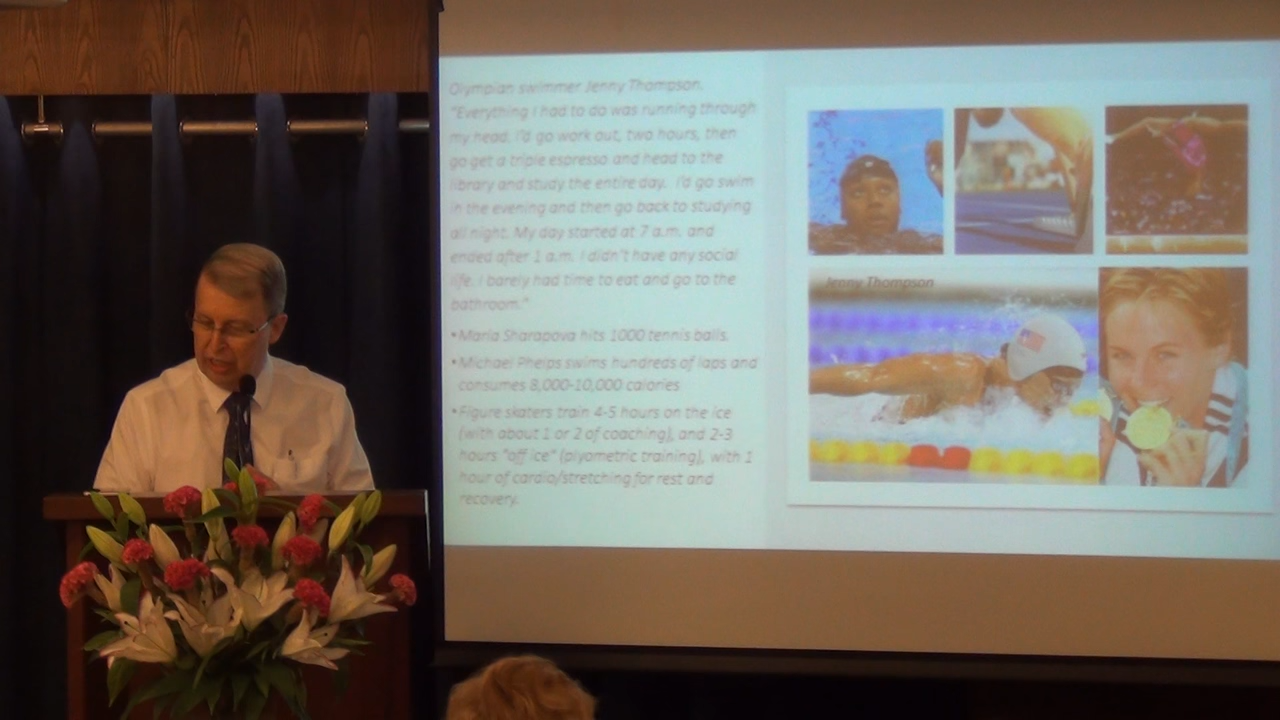 Olympian swimmer Jenny Thompson.
"Everything I had to do was running through
my head. I'd go work out, two hours, then
go get a triple espresso and head to the
library and study the entire day. I'd go swim
in the evening and then go back to studying
all night. My day started at 7 a.m. and
ended after 1 a.m. I didn't have any social
life. I barely had time to eat and go to the
bathroom."
•Maria Sharapova hits 1000 tennis balls.
•Michael Phelps swims hundreds of laps and
consumes 8,000-10,000 calories
•Figure skaters train 4-5 hours on the ice
(with about 1 or 2 of coaching), and 2-3
hours "off ice" (plyometric training), with 1
hour of cardio/stretching for rest and
recovery.
Jenny Thompson